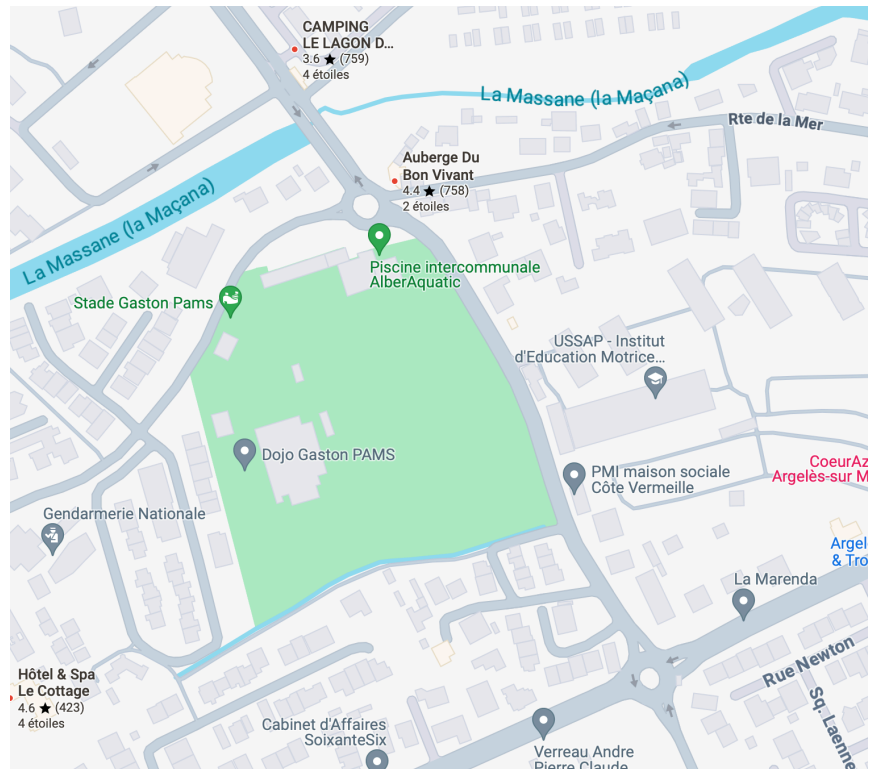 CAMPING
LE LAGON D...
3.6 ★ (759)
4 étoiles
La Massane (la Maçana)
Rte de la Mer
Auberge Du
Bon Vivant
4.4 ★ (758)
2 étoiles
La Massane (la Maçana)
Piscine intercommunale
AlberAquatic
Stade Gaston Pams
USSAP - Institut
d'Education Motrice...
Dojo Gaston PAMS
PMI maison sociale
Côte Vermeille
CoeurAz
Argelès-sur M
Gendarmerie Nationale
Argel
& Tro
La Marenda
Rue Newton
Hôtel & Spa
Le Cottage
4.6 ★ (423)
4 étoiles
Sq. Laenne
Cabinet d'Affaires
SoixanteSix
Verreau Andre
Pierre Claude